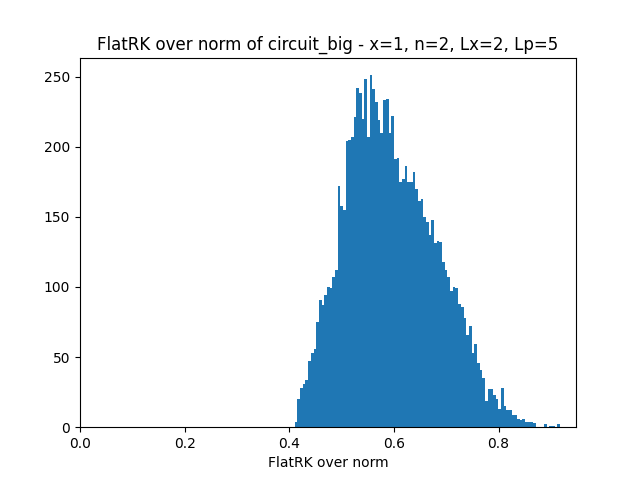 FlatRK over norm of circuit_big - x=1, n=2, Lx=2, Lp=5
250
200
150
100
50
0
0.0 0.2 0.4 0.6 0.8
FlatRK over norm